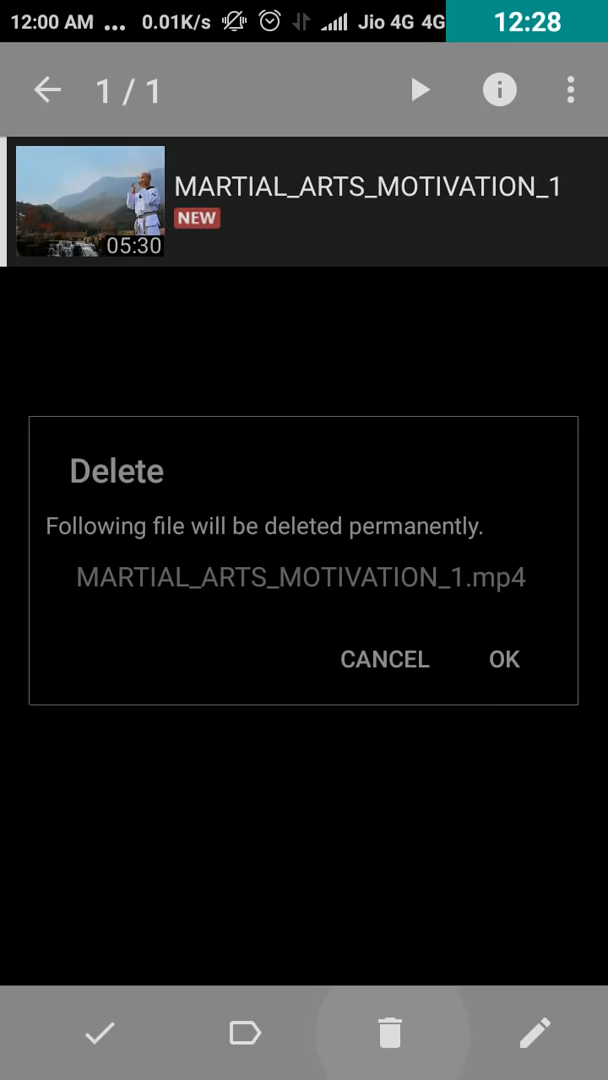 12:00 AM ... 0.01K/s Jio 4G 4G 12:28
1 / 1
MARTIAL_ARTS_MOTIVATION_1
NEW
05:30
Delete
Following file will be deleted permanently.
MARTIAL_ARTS_MOTIVATION_1.mp4
CANCEL OK